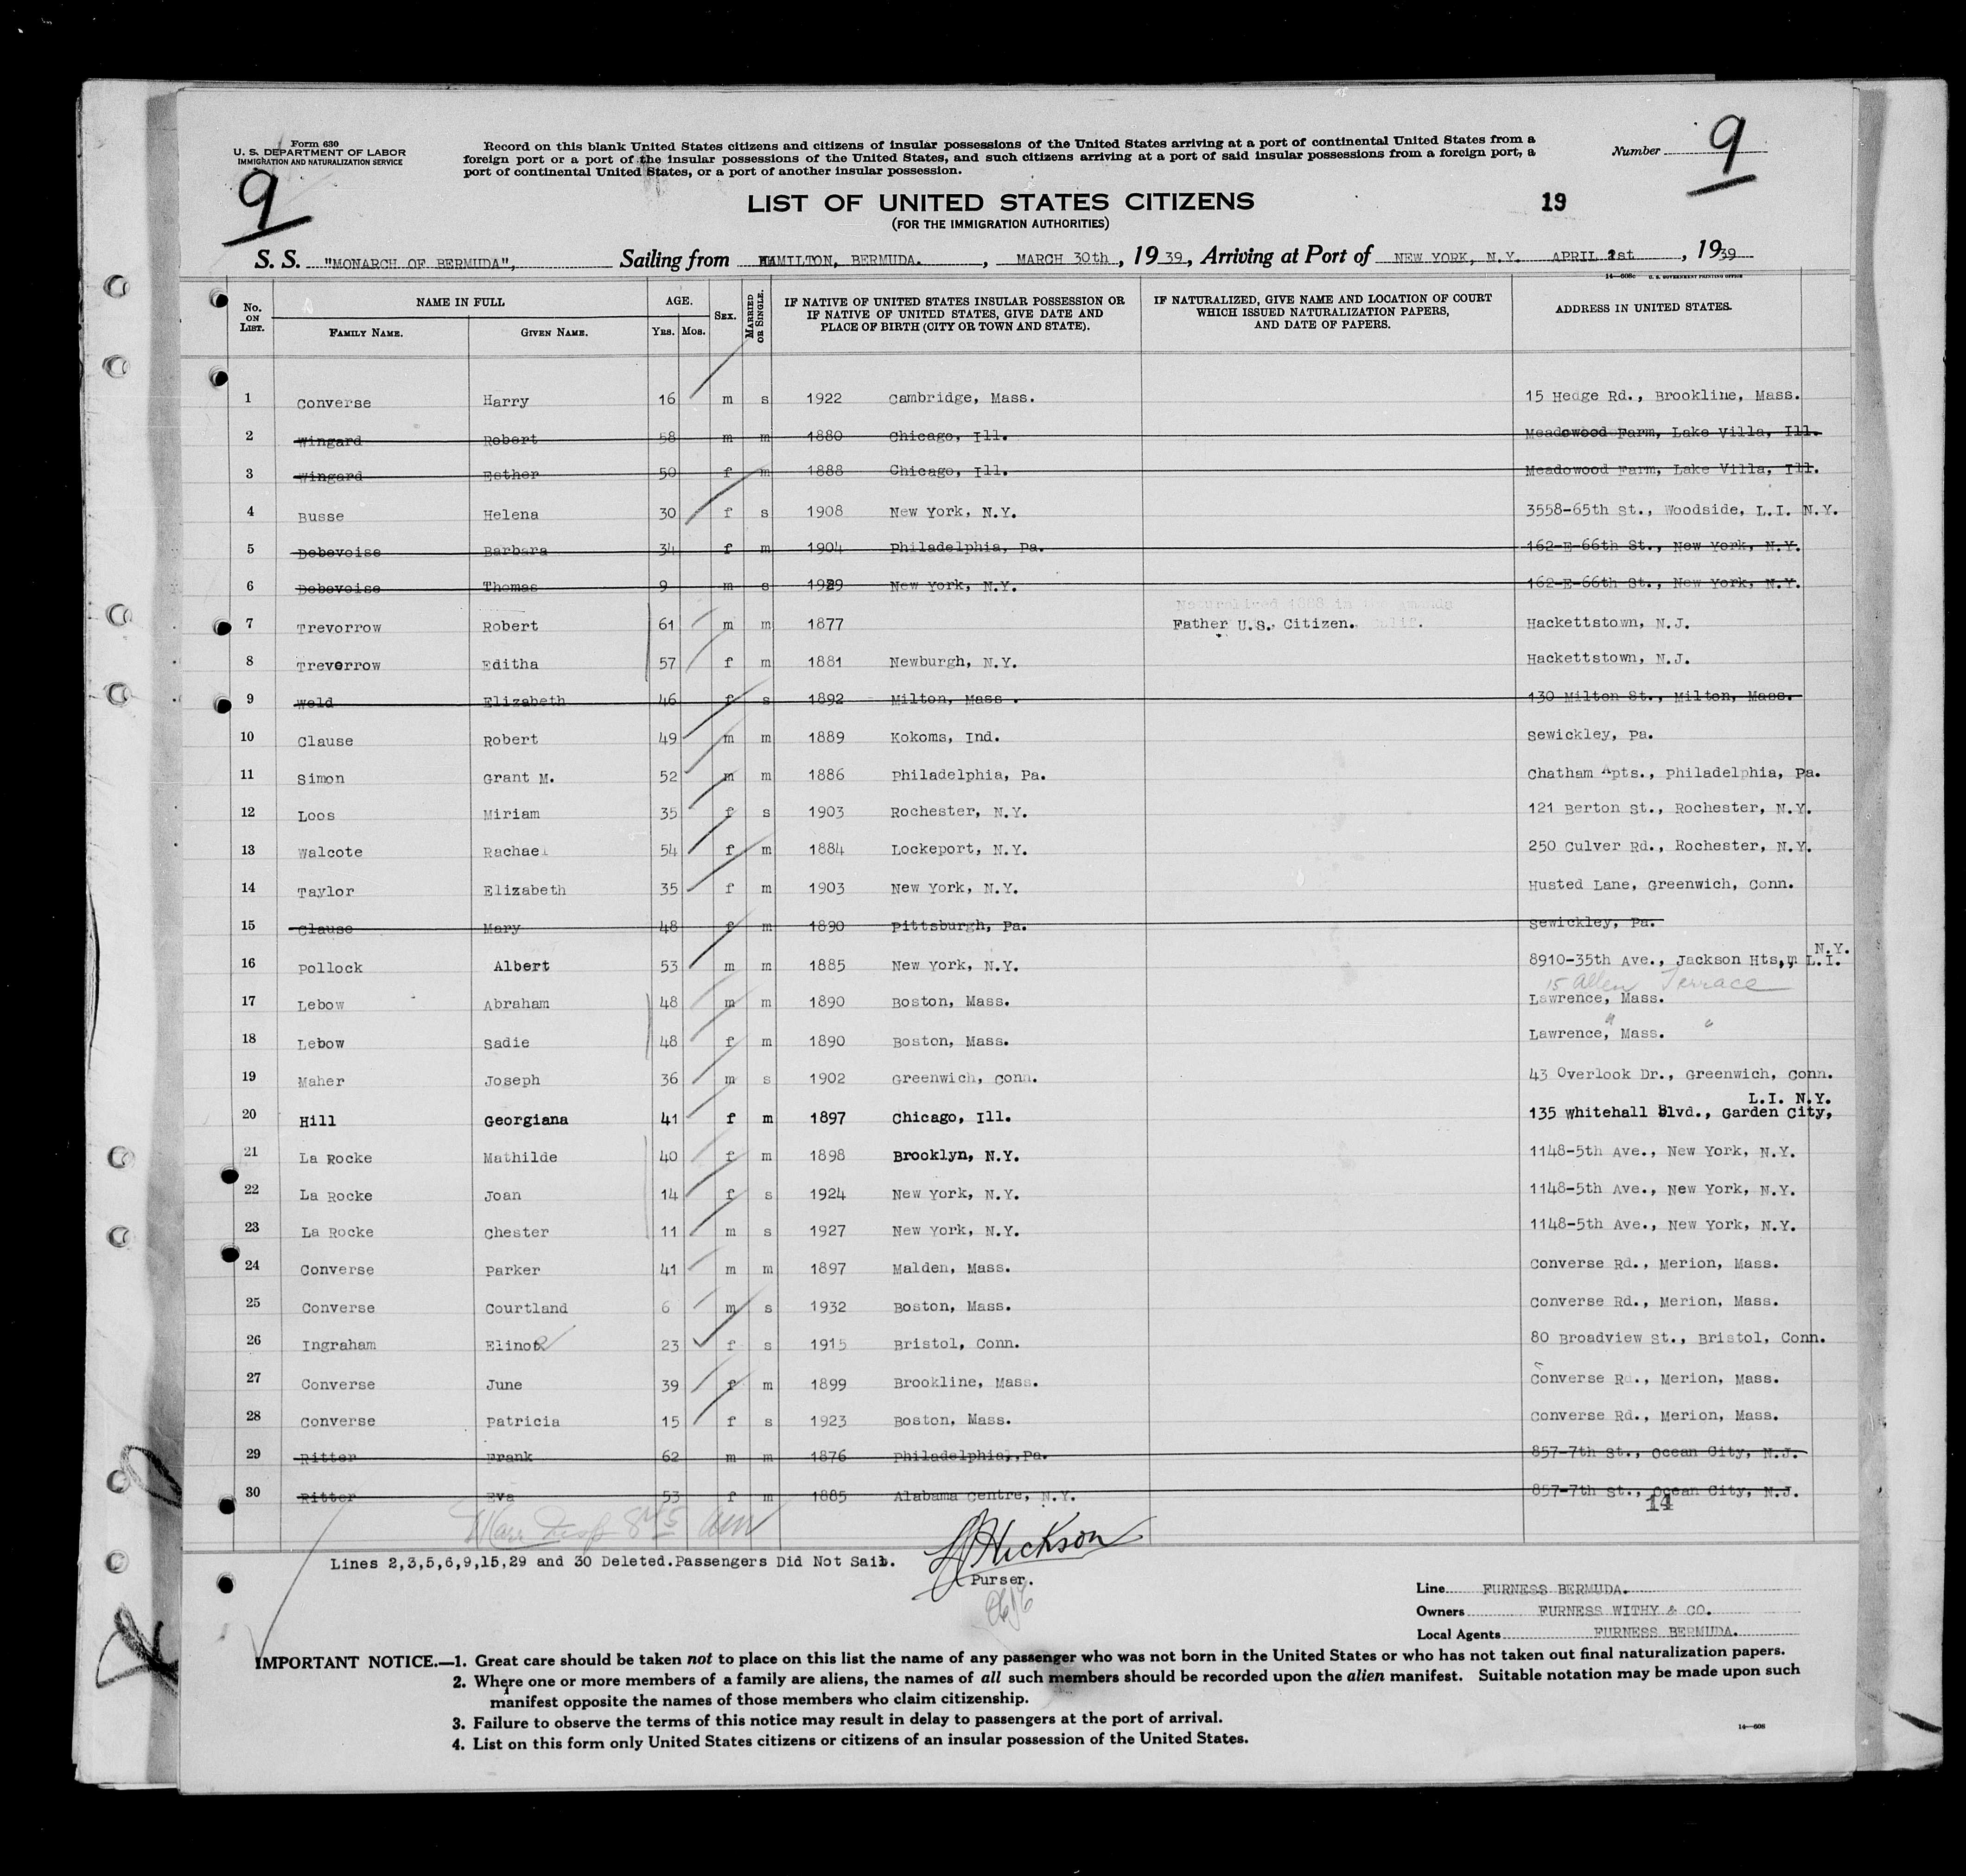 Form 630
U. S. DEPARTMENT OF LABOR
IMMIGRATION AND NATURALIZATION SERVICE
Record on this blank United States citizens and citizens of insular possessions of the United States arriving at a port of continental United States from a
foreign port or a port of the insular possessions of the United States, and such citizens arriving at a port of said insular possessions from a foreign port, a
port of continental United States, or a port of another insular possession.
Number 9
9
LIST OF UNITED STATES CITIZENS
19
(FOR THE IMMIGRATION AUTHORITIES)
S. S. "MONARCH OF BERMUDA", Sailing from HAMILTON, BERMUDA. , MARCH 30th , 19 39, Arriving at Port of NEW YORK, N.Y. APRIL 1st , 1939
14—608c U. S. GOVERNMENT PRINTING OFFICE
No. ON LIST. NAME IN FULL AGE. SEX. MARRIED OR SINGLE. IF NATIVE OF UNITED STATES INSULAR POSSESSION OR IF NATIVE OF UNITED STATES, GIVE DATE AND PLACE OF BIRTH (CITY OR TOWN AND STATE). IF NATURALIZED, GIVE NAME AND LOCATION OF COURT WHICH ISSUED NATURALIZATION PAPERS, AND DATE OF PAPERS. ADDRESS IN UNITED STATES.
FAMILY NAME. GIVEN NAME. YRS. MOS.
1 Converse Harry 16 m s 1922 Cambridge, Mass. 15 Hedge Rd., Brookline, Mass.
2 Wingard Robert 58 m m 1880 Chicago, Ill. Meadowood Farm, Lake Villa, Ill.
3 Wingard Esther 50 f m 1888 Chicago, Ill. Meadowood Farm, Lake Villa, Ill.
4 Busse Helena 30 f s 1908 New York, N.Y. 3558-65th St., Woodside, L.I. N.Y.
5 Debevoise Barbara 34 f m 1904 Philadelphia, Pa. 162-E-66th St., New York, N.Y.
6 Debevoise Thomas 9 m s 1929 New York, N.Y. 162-E-66th St., New York, N.Y.
Naturalized 1888 in
7 Trevorrow Robert 61 m m 1877 Father U.S. Citizen. Calif. Hackettstown, N.J.
8 Treverrow Editha 57 f m 1881 Newburgh, N.Y. Hackettstown, N.J.
9 Weld Elizabeth 46 f s 1892 Milton, Mass . 130 Milton St., Milton, Mass.
10 Clause Robert 49 m m 1889 Kokoms, Ind. Sewickley, Pa.
11 Simon Grant M. 52 m m 1886 Philadelphia, Pa. Chatham Apts., Philadelphia, Pa.
12 Loos Miriam 35 f s 1903 Rochester, N.Y. 121 Berton St., Rochester, N.Y.
13 Walcote Rachael 54 f m 1884 Lockeport, N.Y. 250 Culver Rd., Rochester, N.Y.
14 Taylor Elizabeth 35 f m 1903 New York, N.Y. Husted Lane, Greenwich, Conn.
15 Clause Mary 48 f m 1890 Pittsburgh, Pa. Sewickley, Pa.
N.Y.
16 Pollock Albert 53 m m 1885 New York, N.Y. 8910-35th Ave., Jackson Hts., L.I.
15 Allen Terrace
17 Lebow Abraham 48 m m 1890 Boston, Mass. Lawrence, Mass.
18 Lebow Sadie 48 f m 1890 Boston, Mass. Lawrence, Mass. " "
19 Maher Joseph 36 m s 1902 Greenwich, Conn. 43 Overlook Dr., Greenwich, Conn.
L.I. N.Y.
20 Hill Georgiana 41 f m 1897 Chicago, Ill. 135 Whitehall Blvd., Garden City,
21 La Rocke Mathilde 40 f m 1898 Brooklyn, N.Y. 1148-5th Ave., New York, N.Y.
22 La Rocke Joan 14 f s 1924 New York, N.Y. 1148-5th Ave., New York, N.Y.
23 La Rocke Chester 11 m s 1927 New York, N.Y. 1148-5th Ave., New York, N.Y.
24 Converse Parker 41 m m 1897 Malden, Mass. Converse Rd., Merion, Mass.
25 Converse Courtland 6 m s 1932 Boston, Mass. Converse Rd., Merion, Mass.
26 Ingraham Elinor 23 f s 1915 Bristol, Conn. 80 Broadview St., Bristol, Conn.
27 Converse June 39 f m 1899 Brookline, Mass. Converse Rd., Merion, Mass.
28 Converse Patricia 15 f s 1923 Boston, Mass. Converse Rd., Merion, Mass.
29 Ritter Frank 62 m m 1876 Philadelphia, Pa. 857-7th St., Ocean City, N.J.
30 Ritter Eva 53 f m 1885 Alabama Centre, N.Y. 857-7th St., Ocean City, N.J.
14
Lines 2,3,5,6,9,15,29 and 30 Deleted.Passengers Did Not Sail.
Hickson
Purser.
Line FURNESS BERMUDA.
Owners FURNESS WITHY & CO.
Local Agents FURNESS BERMUDA.
IMPORTANT NOTICE.—1. Great care should be taken not to place on this list the name of any passenger who was not born in the United States or who has not taken out final naturalization papers.
2. Where one or more members of a family are aliens, the names of all such members should be recorded upon the alien manifest. Suitable notation may be made upon such
manifest opposite the names of those members who claim citizenship.
3. Failure to observe the terms of this notice may result in delay to passengers at the port of arrival.
4. List on this form only United States citizens or citizens of an insular possession of the United States.
14—608